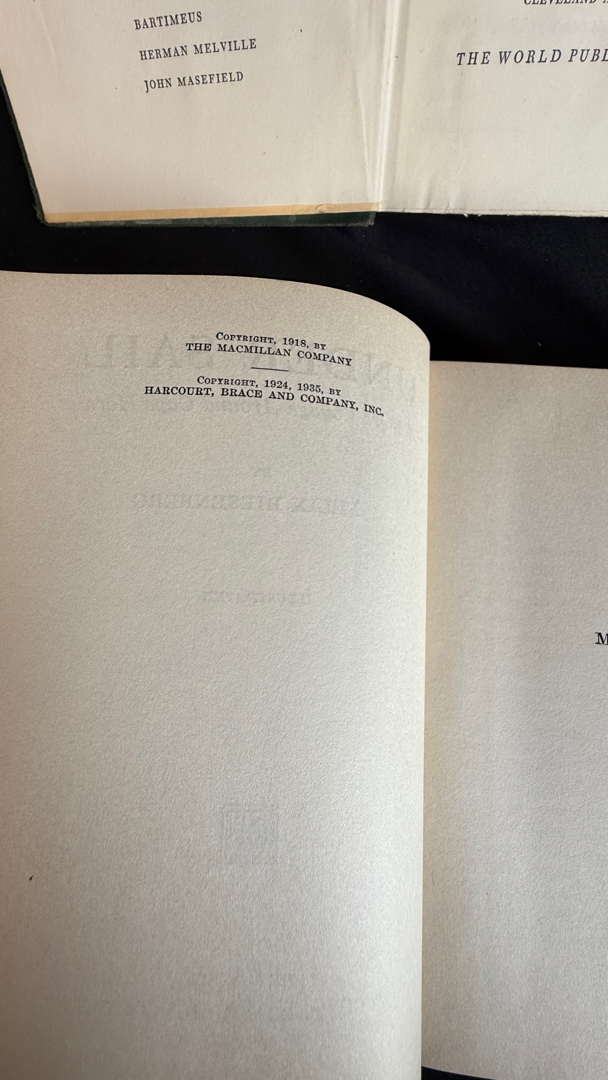 CLEVELAND
BARTIMEUS
HERMAN MELVILLE
JOHN MASEFIELD
THE WORLD PUBL
COPYRIGHT, 1918, BY
THE MACMILLAN COMPANY
COPYRIGHT, 1924, 1935, BY
HARCOURT, BRACE AND COMPANY, INC.
M